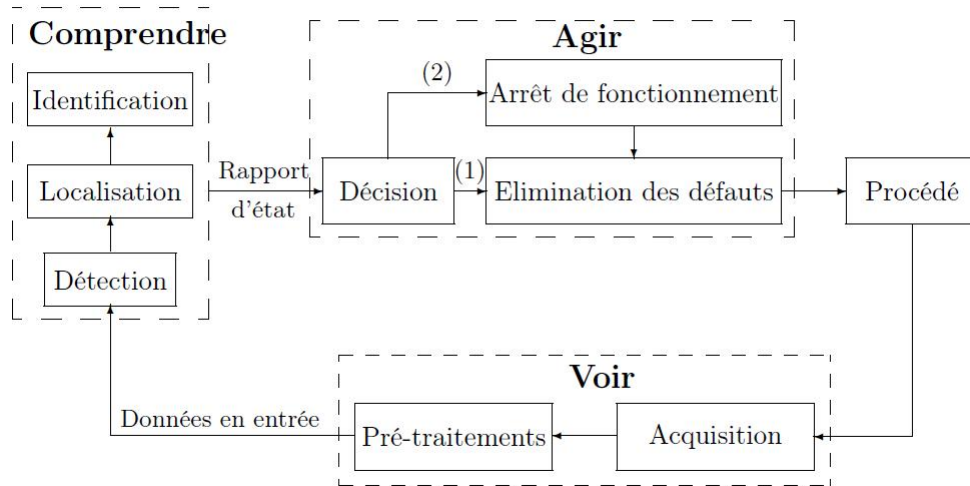 Comprendre
Identification
Localisation
Détection
Rapport
d'état
Agir
(2)
Arrêt de fonctionnement
Décision
(1)
Elimination des défauts
Procédé
Voir
Données en entrée
Pré-traitements
Acquisition